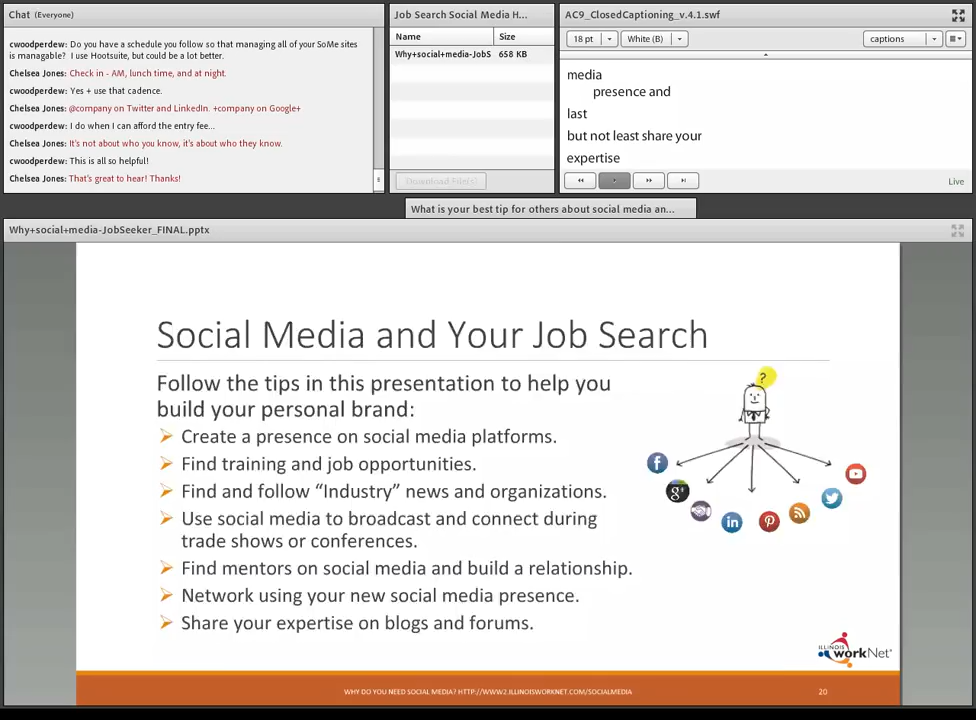 Chat (Everyone)
cwoodperdew: Do you have a schedule you follow so that managing all of your SoMe sites
is managable? I use Hootsuite, but could be a lot better.
Chelsea Jones: Check in - AM, lunch time, and at night.
cwoodperdew: Yes + use that cadence.
Chelsea Jones: @company on Twitter and LinkedIn. +company on Google+
cwoodperdew: I do when I can afford the entry fee...
Chelsea Jones: It's not about who you know, it's about who they know.
cwoodperdew: This is all so helpful!
Chelsea Jones: That's great to hear! Thanks!
Job Search Social Media H...
Name Size
Why+social+media-JobS 658 KB
Download File(s)
AC9_ClosedCaptioning_v.4.1.swf
18 pt White (B) captions
media
presence and
last
but not least share your
expertise
Live
What is your best tip for others about social media an...
Why+social+media-JobSeeker_FINAL.pptx
Social Media and Your Job Search
Follow the tips in this presentation to help you
build your personal brand:
Create a presence on social media platforms.
Find training and job opportunities.
Find and follow “Industry” news and organizations.
Use social media to broadcast and connect during
trade shows or conferences.
Find mentors on social media and build a relationship.
Network using your new social media presence.
Share your expertise on blogs and forums.
?
f
g+
in
ILLINOIS
workNet
WHY DO YOU NEED SOCIAL MEDIA? HTTP://WWW2.ILLINOISWORKNET.COM/SOCIALMEDIA
20